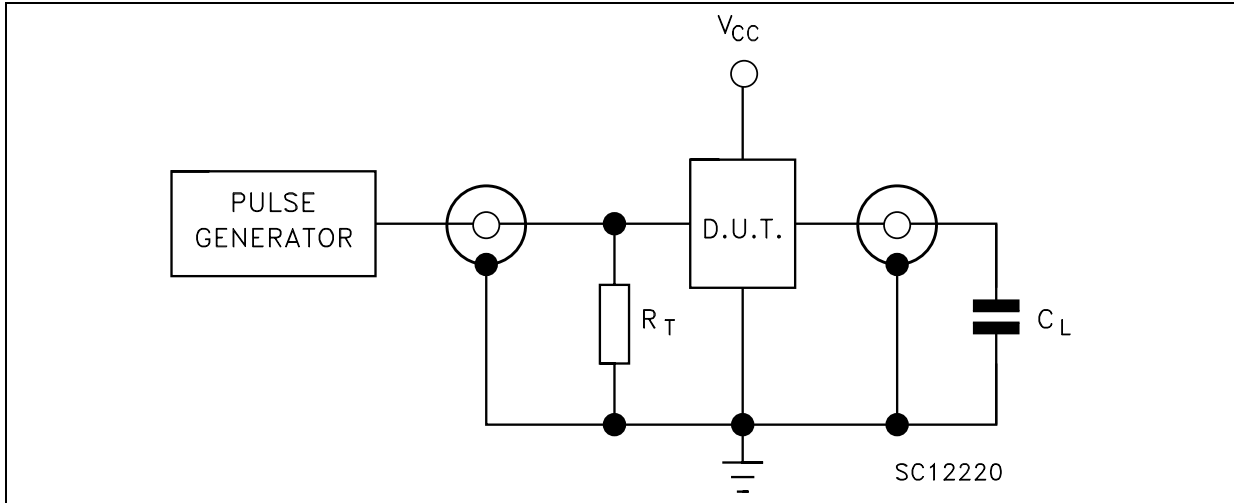 VCC
PULSE
GENERATOR
D.U.T.
RT
CL
SC12220